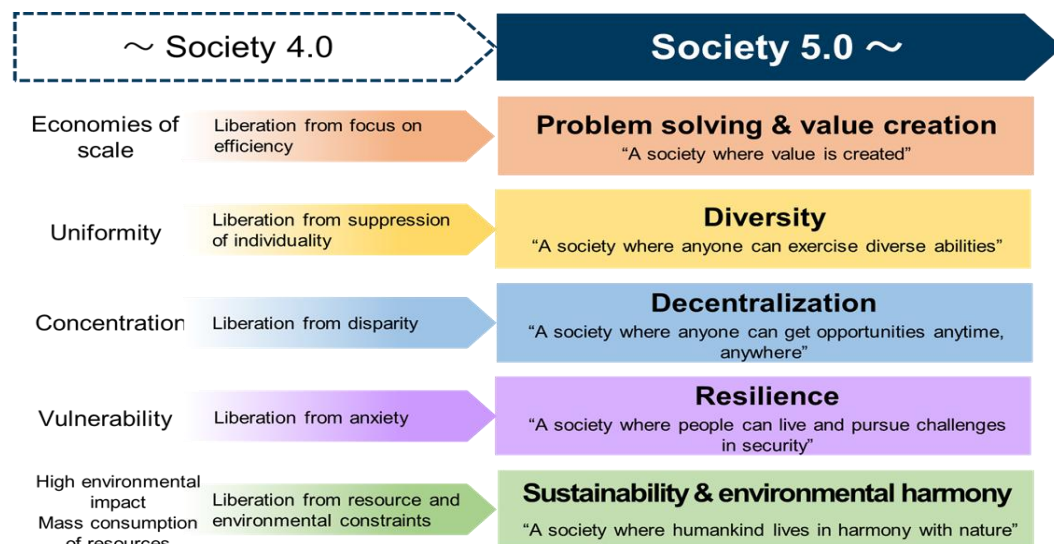 ～ Society 4.0
Society 5.0 ～
Economies of
scale
Liberation from focus on
efficiency
Problem solving & value creation
“A society where value is created”
Uniformity
Liberation from suppression
of individuality
Diversity
“A society where anyone can exercise diverse abilities”
Concentration
Liberation from disparity
Decentralization
“A society where anyone can get opportunities anytime,
anywhere”
Vulnerability
Liberation from anxiety
Resilience
“A society where people can live and pursue challenges
in security”
High environmental
impact
Mass consumption
of resources
Liberation from resource and
environmental constraints
Sustainability & environmental harmony
“A society where humankind lives in harmony with nature”